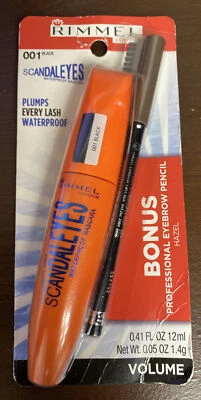 RIMMEL
001 BLACK
SCANDALEYES
WATERPROOF MASCARA
PLUMPS
EVERY LASH
WATERPROOF
001 BLACK
RIMMEL
SCANDALEYES
WATERPROOF MASCARA
BONUS
PROFESSIONAL EYEBROW PENCIL
HAZEL
0.41 FL OZ 12ml
Net Wt. 0.05 OZ 1.4g
VOLUME